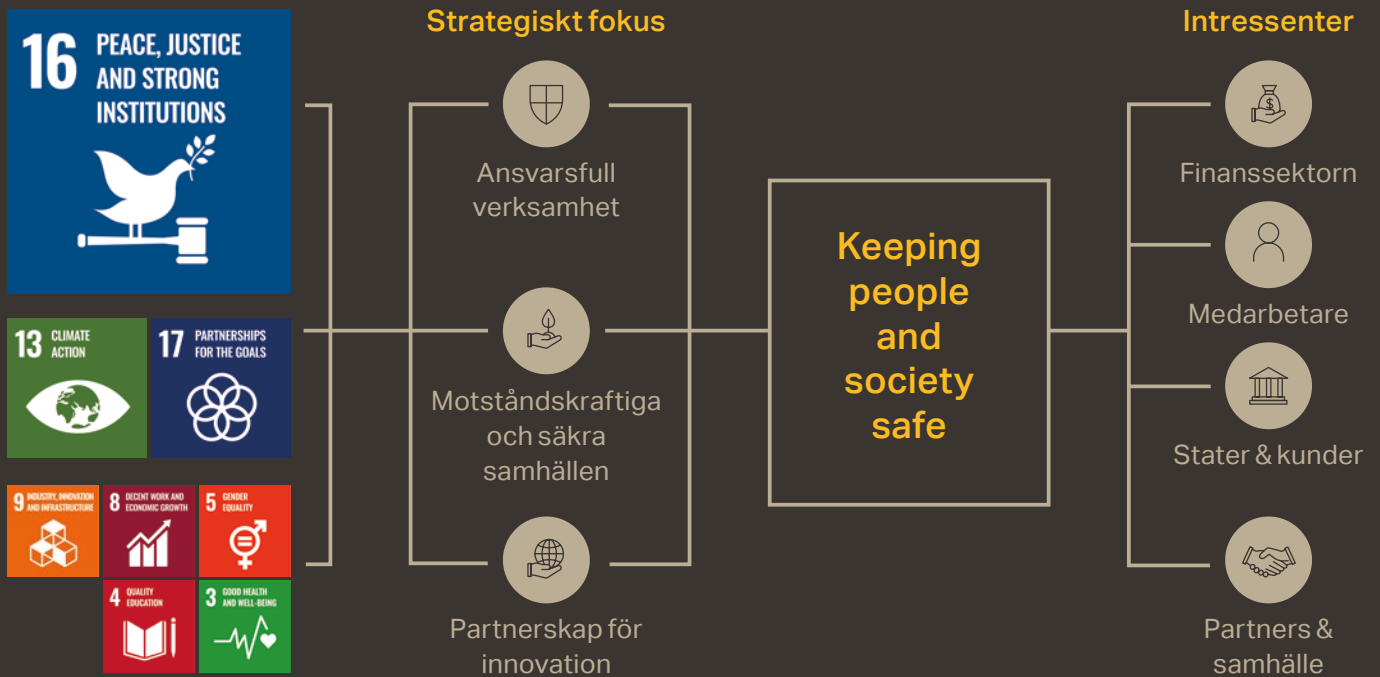 16 PEACE, JUSTICE
AND STRONG
INSTITUTIONS
13 CLIMATE
ACTION
17 PARTNERSHIPS
FOR THE GOALS
9 INDUSTRY, INNOVATION
AND INFRASTRUCTURE
8 DECENT WORK AND
ECONOMIC GROWTH
5 GENDER
EQUALITY
4 QUALITY
EDUCATION
3 GOOD HEALTH
AND WELL-BEING
Strategiskt fokus
Ansvarsfull
verksamhet
Motståndskraftiga
och säkra
samhällen
Partnerskap för
innovation
Keeping
people
and
society
safe
Intressenter
$
Finanssektorn
Medarbetare
Stater & kunder
Partners &
samhälle